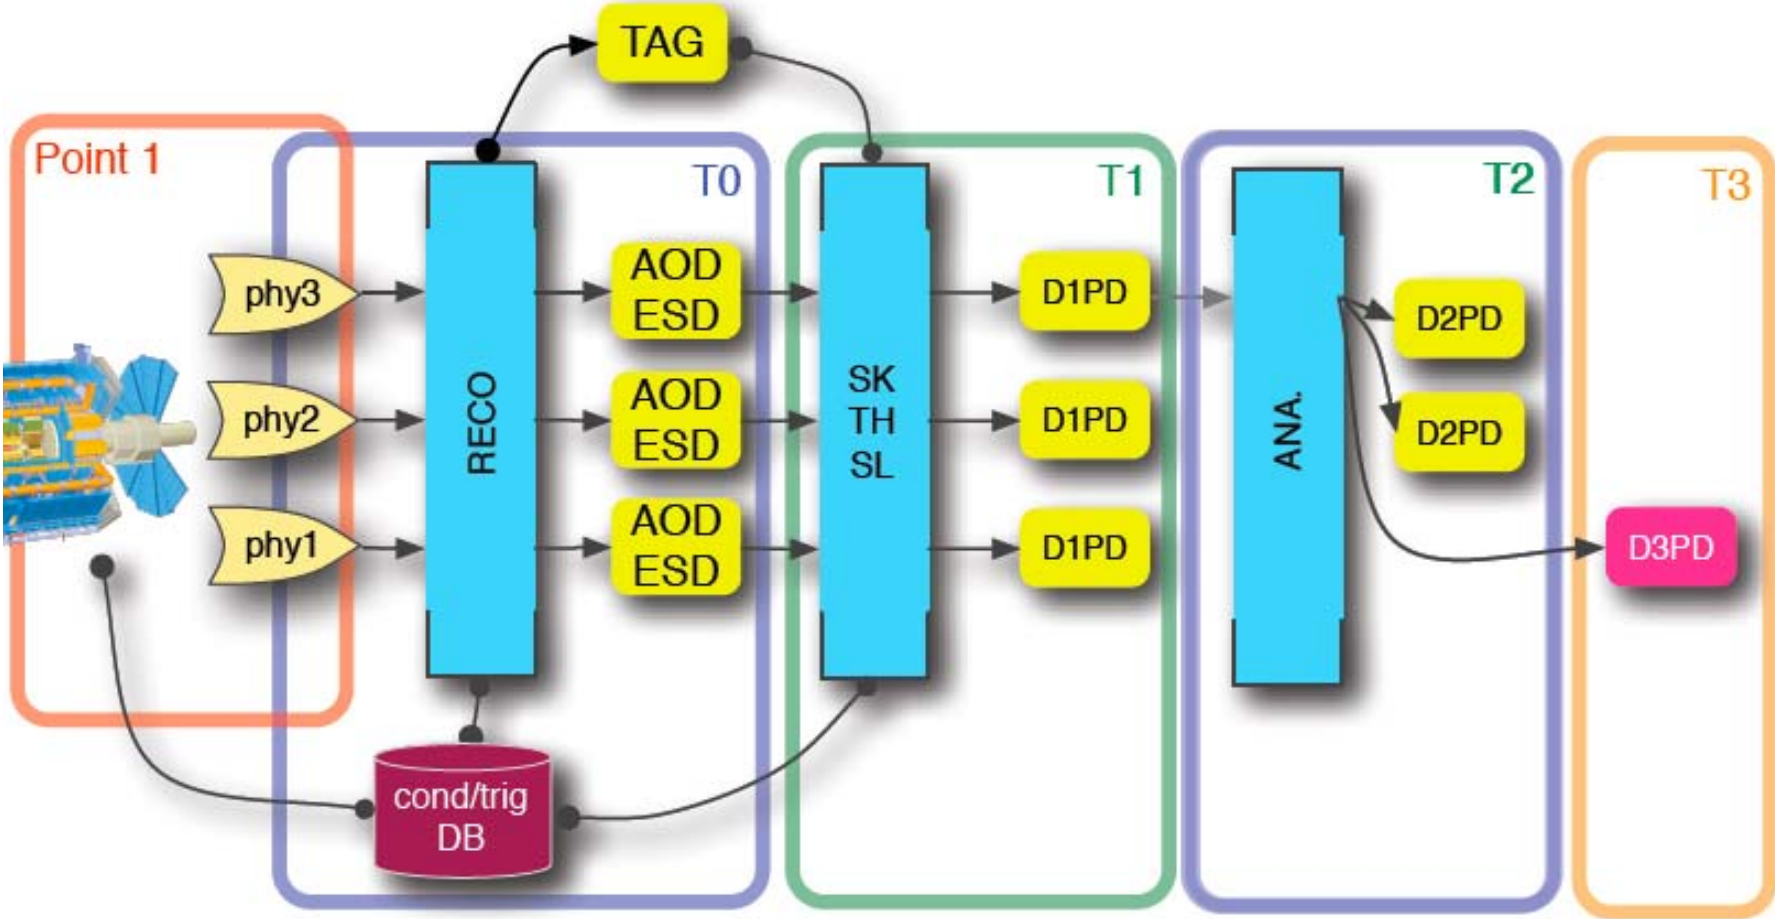 TAG
Point 1
T0
T1
T2
T3
phy3
phy2
phy1
RECO
AOD
ESD
AOD
ESD
AOD
ESD
SK
TH
SL
D1PD
D1PD
D1PD
ANA.
D2PD
D2PD
D3PD
cond/trig
DB